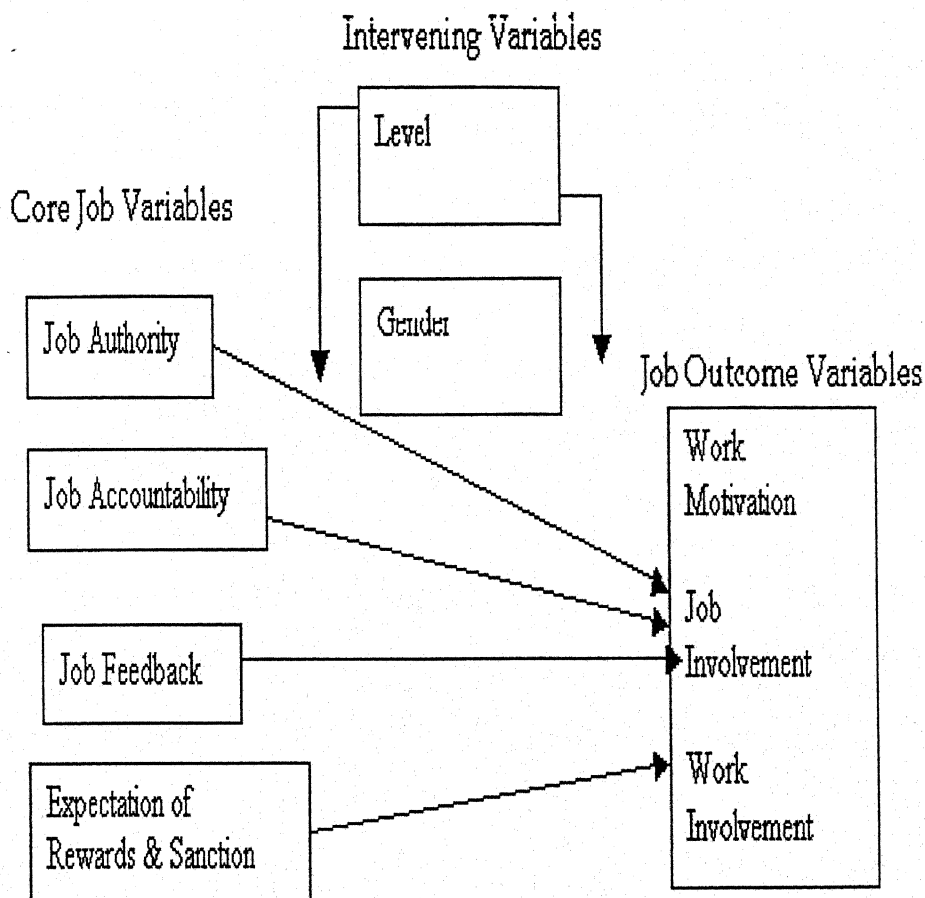 Intervening Variables
Level
Core Job Variables
Gender
Job Authority
Job Outcome Variables
Work
Motivation
Job Accountability
Job
Involvement
Job Feedback
Work
Involvement
Expectation of
Rewards & Sanction